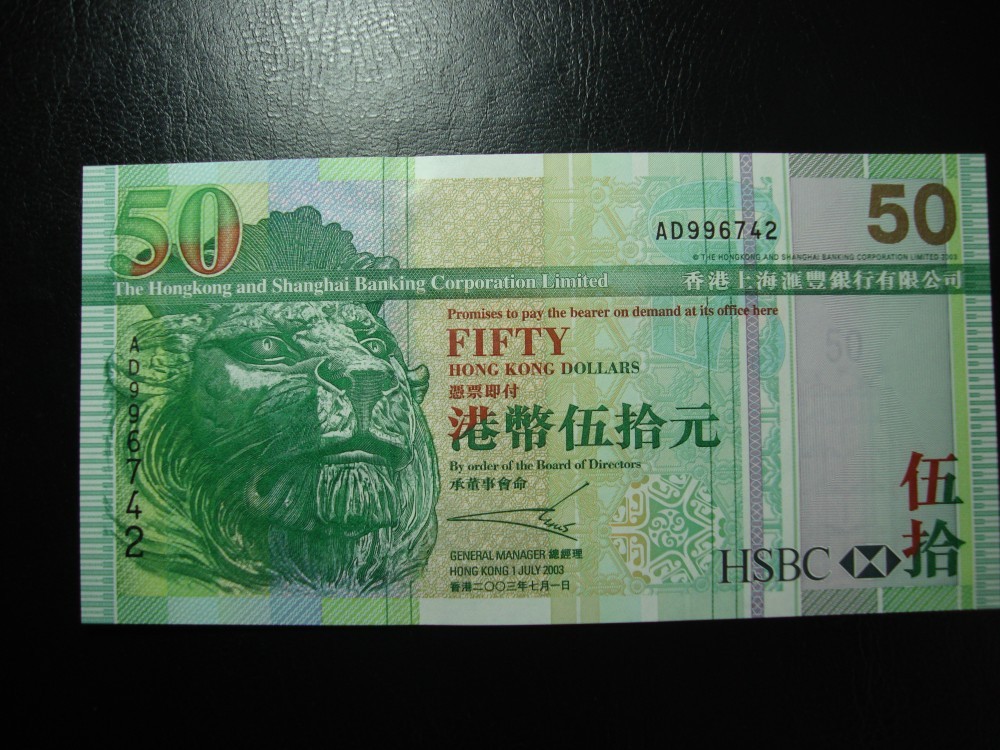 50
AD996742
50
© THE HONGKONG AND SHANGHAI BANKING CORPORATION LIMITED 2003
The Hongkong and Shanghai Banking Corporation Limited
香港上海滙豐銀行有限公司
Promises to pay the bearer on demand at its office here
FIFTY
HONG KONG DOLLARS
憑票即付
港幣伍拾元
By order of the Board of Directors
承董事會命
GENERAL MANAGER 總經理
HONG KONG 1 JULY 2003
香港二〇〇三年七月一日
AD996742
50
伍拾
HSBC